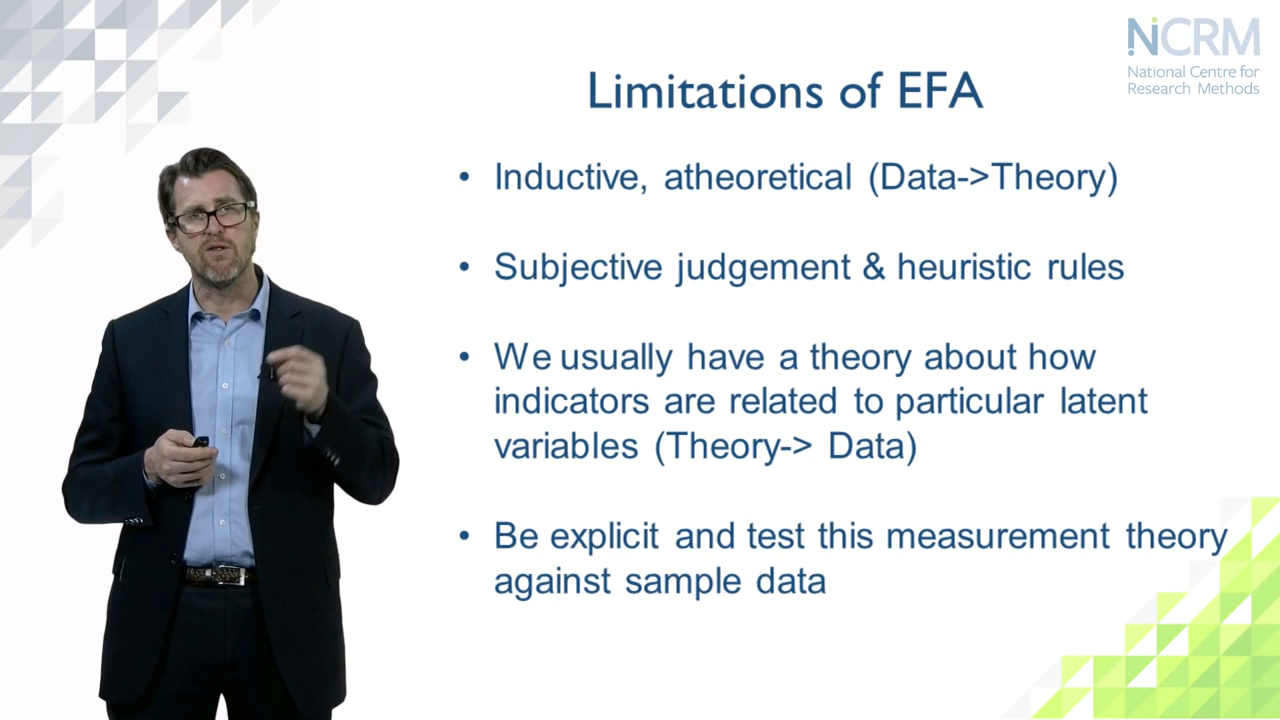 NCRM
National Centre for
Research Methods
Limitations of EFA
• Inductive, atheoretical (Data->Theory)
• Subjective judgement & heuristic rules
• We usually have a theory about how
indicators are related to particular latent
variables (Theory-> Data)
• Be explicit and test this measurement theory
against sample data